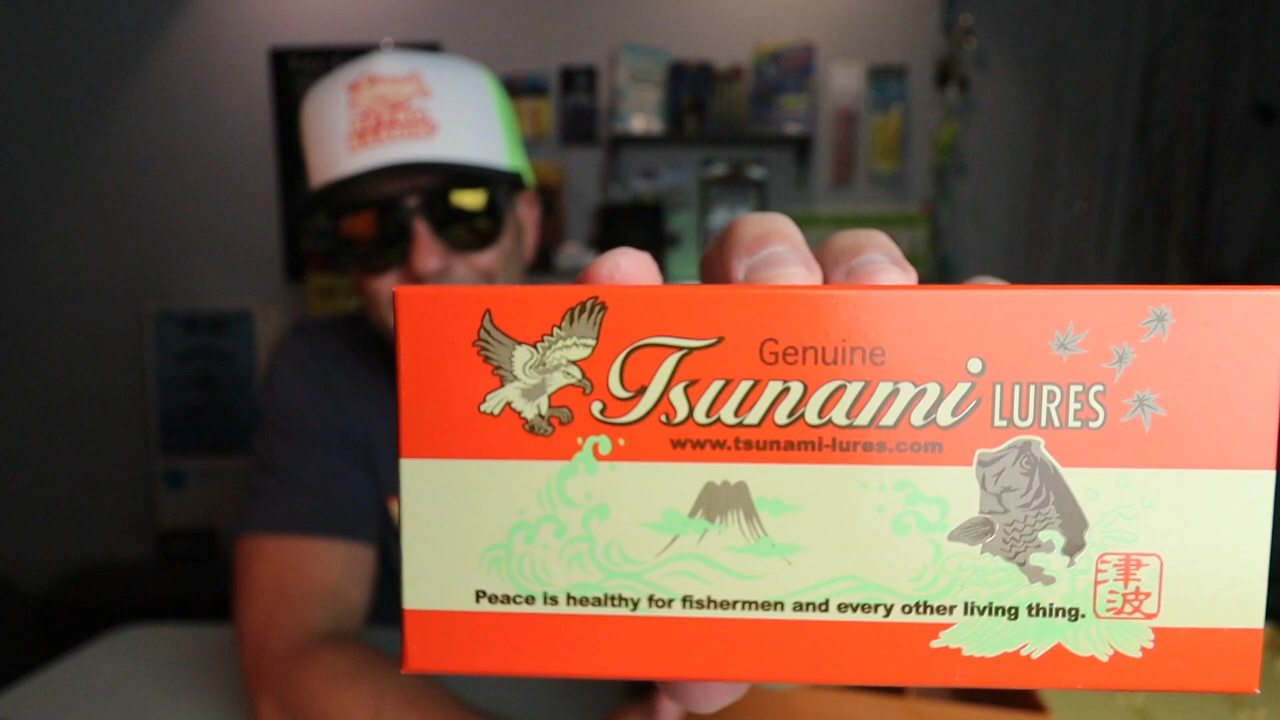 Genuine
Tsunami LURES
www.tsunami-lures.com
Peace is healthy for fishermen and every other living thing.
津波